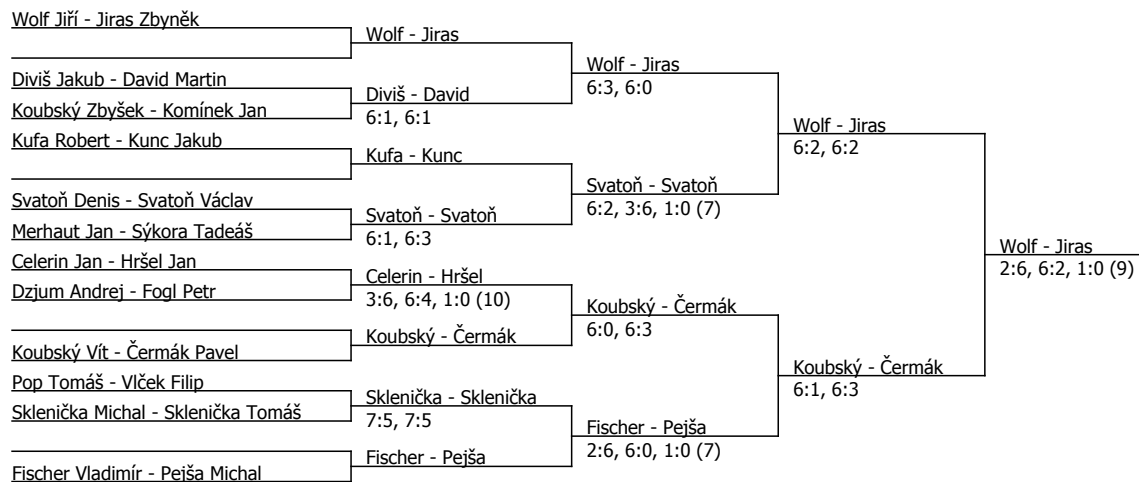 Wolf Jiří - Jiras Zbyněk
Diviš Jakub - David Martin
Koubský Zbyšek - Komínek Jan
Kufa Robert - Kunc Jakub
Svatoň Denis - Svatoň Václav
Merhaut Jan - Sýkora Tadeáš
Celerin Jan - Hršel Jan
Dzjum Andrej - Fogl Petr
Koubský Vít - Čermák Pavel
Pop Tomáš - Vlček Filip
Sklenička Michal - Sklenička Tomáš
Fischer Vladimír - Pejša Michal
Wolf - Jiras
Diviš - David
6:1, 6:1
Kufa - Kunc
Svatoň - Svatoň
6:1, 6:3
Celerin - Hršel
3:6, 6:4, 1:0 (10)
Koubský - Čermák
Sklenička - Sklenička
7:5, 7:5
Fischer - Pejša
Wolf - Jiras
6:3, 6:0
Svatoň - Svatoň
6:2, 3:6, 1:0 (7)
Koubský - Čermák
6:0, 6:3
Fischer - Pejša
2:6, 6:0, 1:0 (7)
Wolf - Jiras
6:2, 6:2
Koubský - Čermák
6:1, 6:3
Wolf - Jiras
2:6, 6:2, 1:0 (9)